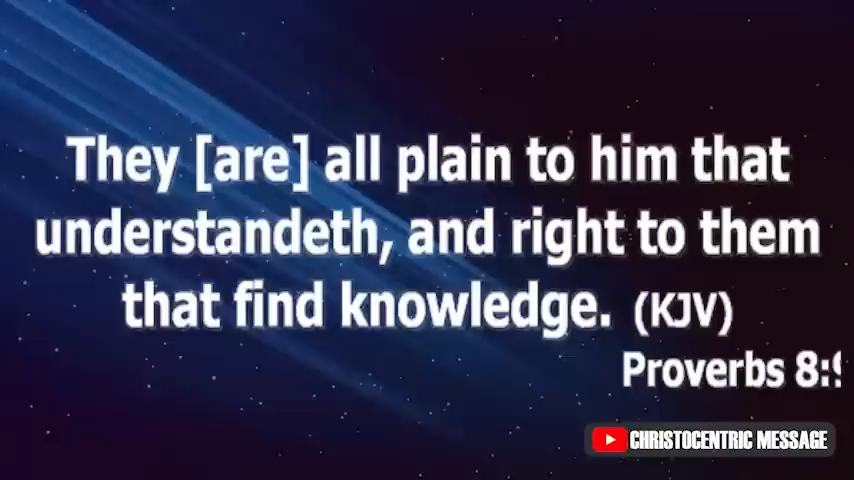 They [are] all plain to him that
understandeth, and right to them
that find knowledge. (KJV)
Proverbs 8:9
CHRISTOCENTRIC MESSAGE